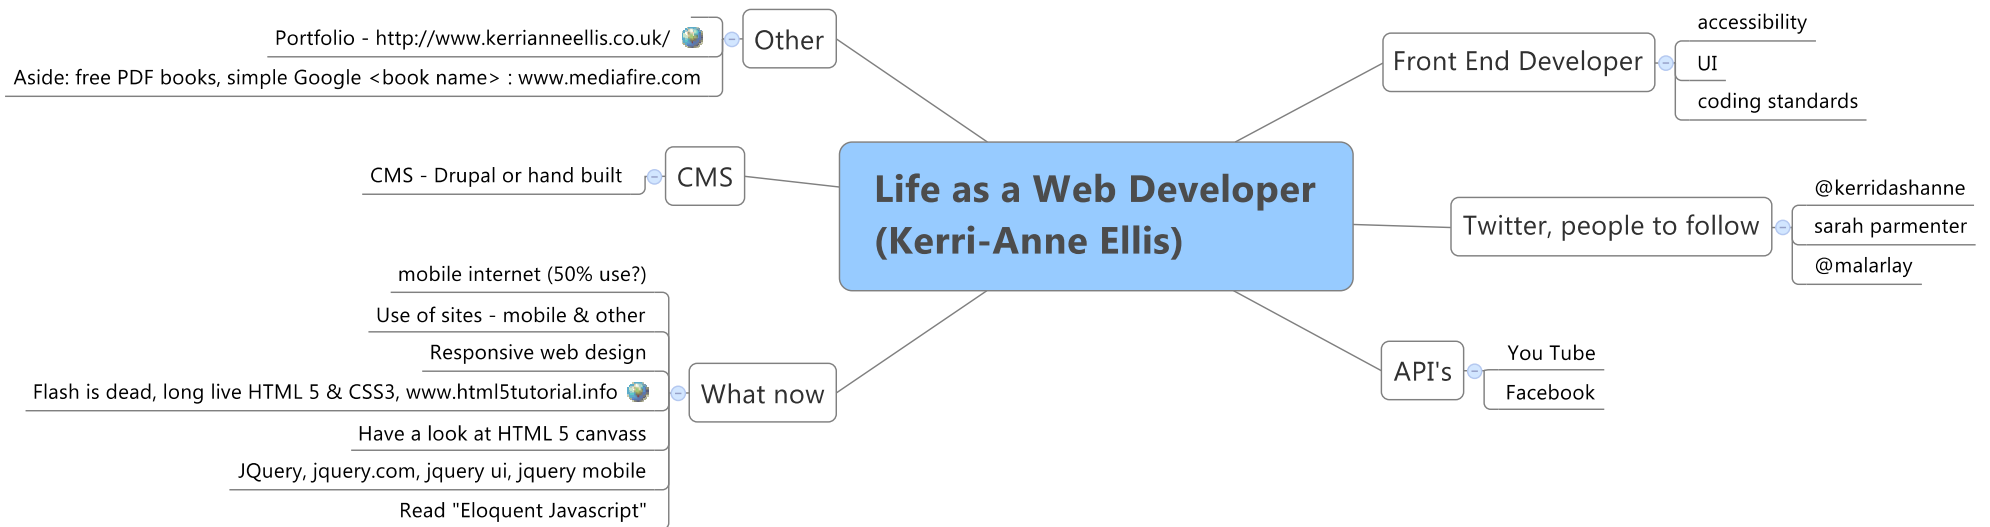 Life as a Web Developer
(Kerri-Anne Ellis)
Front End Developer
accessibility
UI
coding standards
Twitter, people to follow
@kerridashanne
sarah parmenter
@malarlay
API's
You Tube
Facebook
What now
mobile internet (50% use?)
Use of sites - mobile & other
Responsive web design
Flash is dead, long live HTML 5 & CSS3, www.html5tutorial.info
Have a look at HTML 5 canvass
JQuery, jquery.com, jquery ui, jquery mobile
Read "Eloquent Javascript"
CMS
CMS - Drupal or hand built
Other
Portfolio - http://www.kerrianneellis.co.uk/
Aside: free PDF books, simple Google <book name> : www.mediafire.com